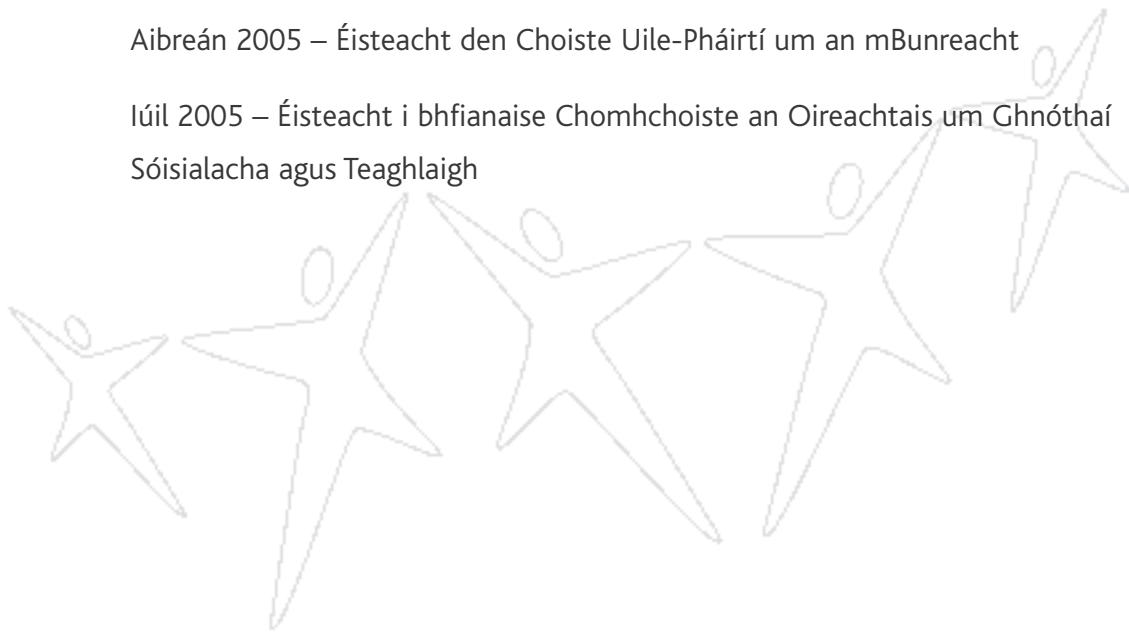 Aibreán 2005 – Éisteacht den Choiste Uile-Pháirtí um an mBunreacht
Iúil 2005 – Éisteacht i bhfianaise Chomhchoiste an Oireachtais um Ghnóthaí
Sóisialacha agus Teaghlaigh